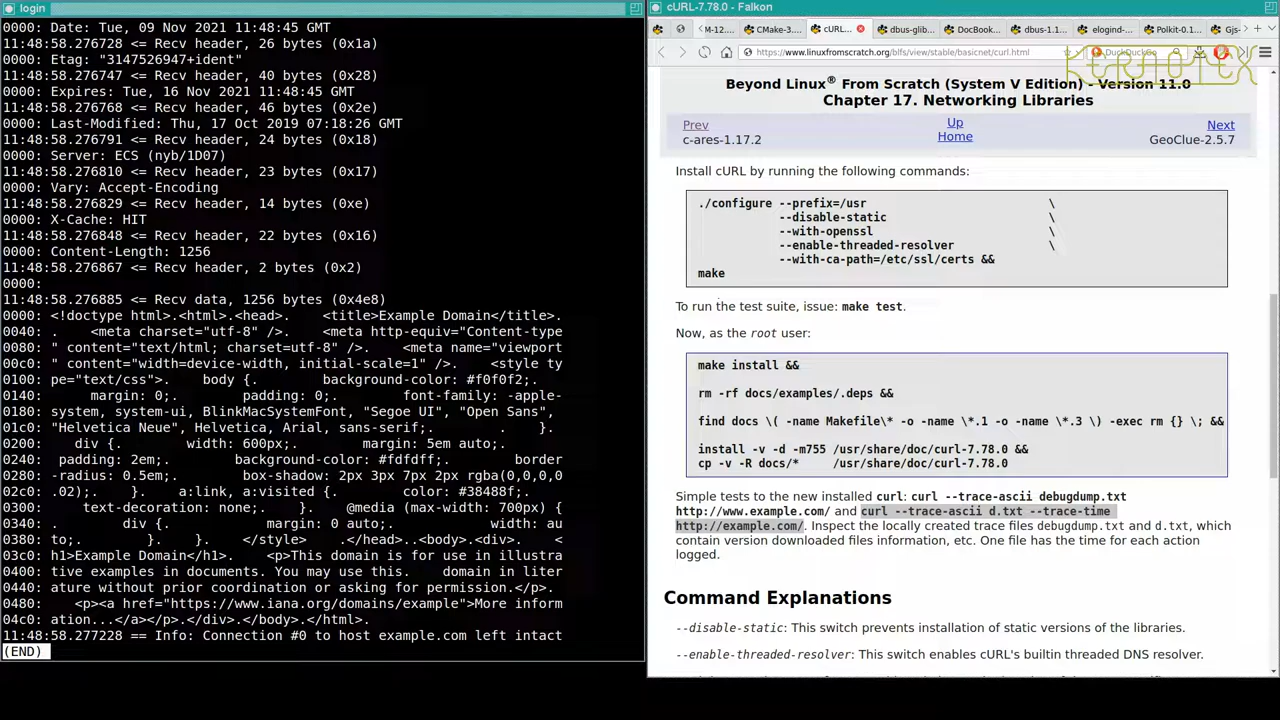 login
0000: Date: Tue, 09 Nov 2021 11:48:45 GMT
11:48:58.276728 <= Recv header, 26 bytes (0x1a)
0000: Etag: "3147526947+ident"
11:48:58.276747 <= Recv header, 40 bytes (0x28)
0000: Expires: Tue, 16 Nov 2021 11:48:45 GMT
11:48:58.276768 <= Recv header, 46 bytes (0x2e)
0000: Last-Modified: Thu, 17 Oct 2019 07:18:26 GMT
11:48:58.276791 <= Recv header, 24 bytes (0x18)
0000: Server: ECS (nyb/1D07)
11:48:58.276810 <= Recv header, 23 bytes (0x17)
0000: Vary: Accept-Encoding
11:48:58.276829 <= Recv header, 14 bytes (0xe)
0000: X-Cache: HIT
11:48:58.276848 <= Recv header, 22 bytes (0x16)
0000: Content-Length: 1256
11:48:58.276867 <= Recv header, 2 bytes (0x2)
0000:
11:48:58.276885 <= Recv data, 1256 bytes (0x4e8)
0000: <!doctype html>.<html>.<head>.    <title>Example Domain</title>.
0040: .    <meta charset="utf-8" />.    <meta http-equiv="Content-type
0080: " content="text/html; charset=utf-8" />.    <meta name="viewport
00c0: " content="width=device-width, initial-scale=1" />.    <style ty
0100: pe="text/css">.    body {.        background-color: #f0f0f2;.
0140:     margin: 0;.        padding: 0;.        font-family: -apple-
0180: system, system-ui, BlinkMacSystemFont, "Segoe UI", "Open Sans",
01c0: "Helvetica Neue", Helvetica, Arial, sans-serif;.        .    }.
0200:    div {.        width: 600px;.        margin: 5em auto;.
0240:  padding: 2em;.        background-color: #fdfdff;.        border
0280: -radius: 0.5em;.        box-shadow: 2px 3px 7px 2px rgba(0,0,0,0
02c0: .02);.    }.    a:link, a:visited {.        color: #38488f;.
0300:     text-decoration: none;.    }.    @media (max-width: 700px) {
0340: .        div {.            margin: 0 auto;.            width: au
0380: to;.        }.    }.    </style>    .</head>..<body>.<div>.    <
03c0: h1>Example Domain</h1>.    <p>This domain is for use in illustra
0400: tive examples in documents. You may use this.    domain in liter
0440: ature without prior coordination or asking for permission.</p>.
0480:     <p><a href="https://www.iana.org/domains/example">More inform
04c0: ation...</a></p>.</div>.</body>.</html>.
11:48:58.277228 == Info: Connection #0 to host example.com left intact
(END)
cURL-7.78.0 - Falkon
M-12.... CMake-3... cURL-... dbus-glib... DocBook... dbus-1.1... elogind-... Polkit-0.1... Gjs-
https://www.linuxfromscratch.org/blfs/view/stable/basicnet/curl.html
DuckDuckGo
KERNOTEX
Beyond Linux® From Scratch (System V Edition) - Version 11.0
Chapter 17. Networking Libraries
Prev Up Next
c-ares-1.17.2 Home GeoClue-2.5.7
Install cURL by running the following commands:
./configure --prefix=/usr \
--disable-static \
--with-openssl \
--enable-threaded-resolver \
--with-ca-path=/etc/ssl/certs &&
make
To run the test suite, issue: make test.
Now, as the root user:
make install &&
rm -rf docs/examples/.deps &&
find docs \( -name Makefile\* -o -name \*.1 -o -name \*.3 \) -exec rm {} \; &&
install -v -d -m755 /usr/share/doc/curl-7.78.0 &&
cp -v -R docs/* /usr/share/doc/curl-7.78.0
Simple tests to the new installed curl: curl --trace-ascii debugdump.txt
http://www.example.com/ and curl --trace-ascii d.txt --trace-time
http://example.com/. Inspect the locally created trace files debugdump.txt and d.txt, which
contain version downloaded files information, etc. One file has the time for each action
logged.
Command Explanations
--disable-static: This switch prevents installation of static versions of the libraries.
--enable-threaded-resolver: This switch enables cURL's builtin threaded DNS resolver.